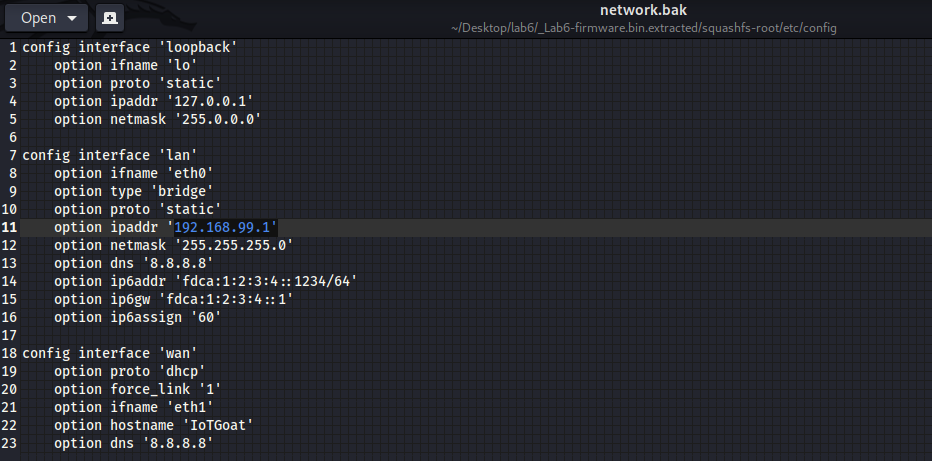 Open
network.bak
~/Desktop/lab6/_Lab6-firmware.bin.extracted/squashfs-root/etc/config
1 config interface 'loopback'
2     option ifname 'lo'
3     option proto 'static'
4     option ipaddr '127.0.0.1'
5     option netmask '255.0.0.0'
6
7 config interface 'lan'
8     option ifname 'eth0'
9     option type 'bridge'
10     option proto 'static'
11     option ipaddr '192.168.99.1'
12     option netmask '255.255.255.0'
13     option dns '8.8.8.8'
14     option ip6addr 'fdca:1:2:3:4::1234/64'
15     option ip6gw 'fdca:1:2:3:4::1'
16     option ip6assign '60'
17
18 config interface 'wan'
19     option proto 'dhcp'
20     option force_link '1'
21     option ifname 'eth1'
22     option hostname 'IoTGoat'
23     option dns '8.8.8.8'